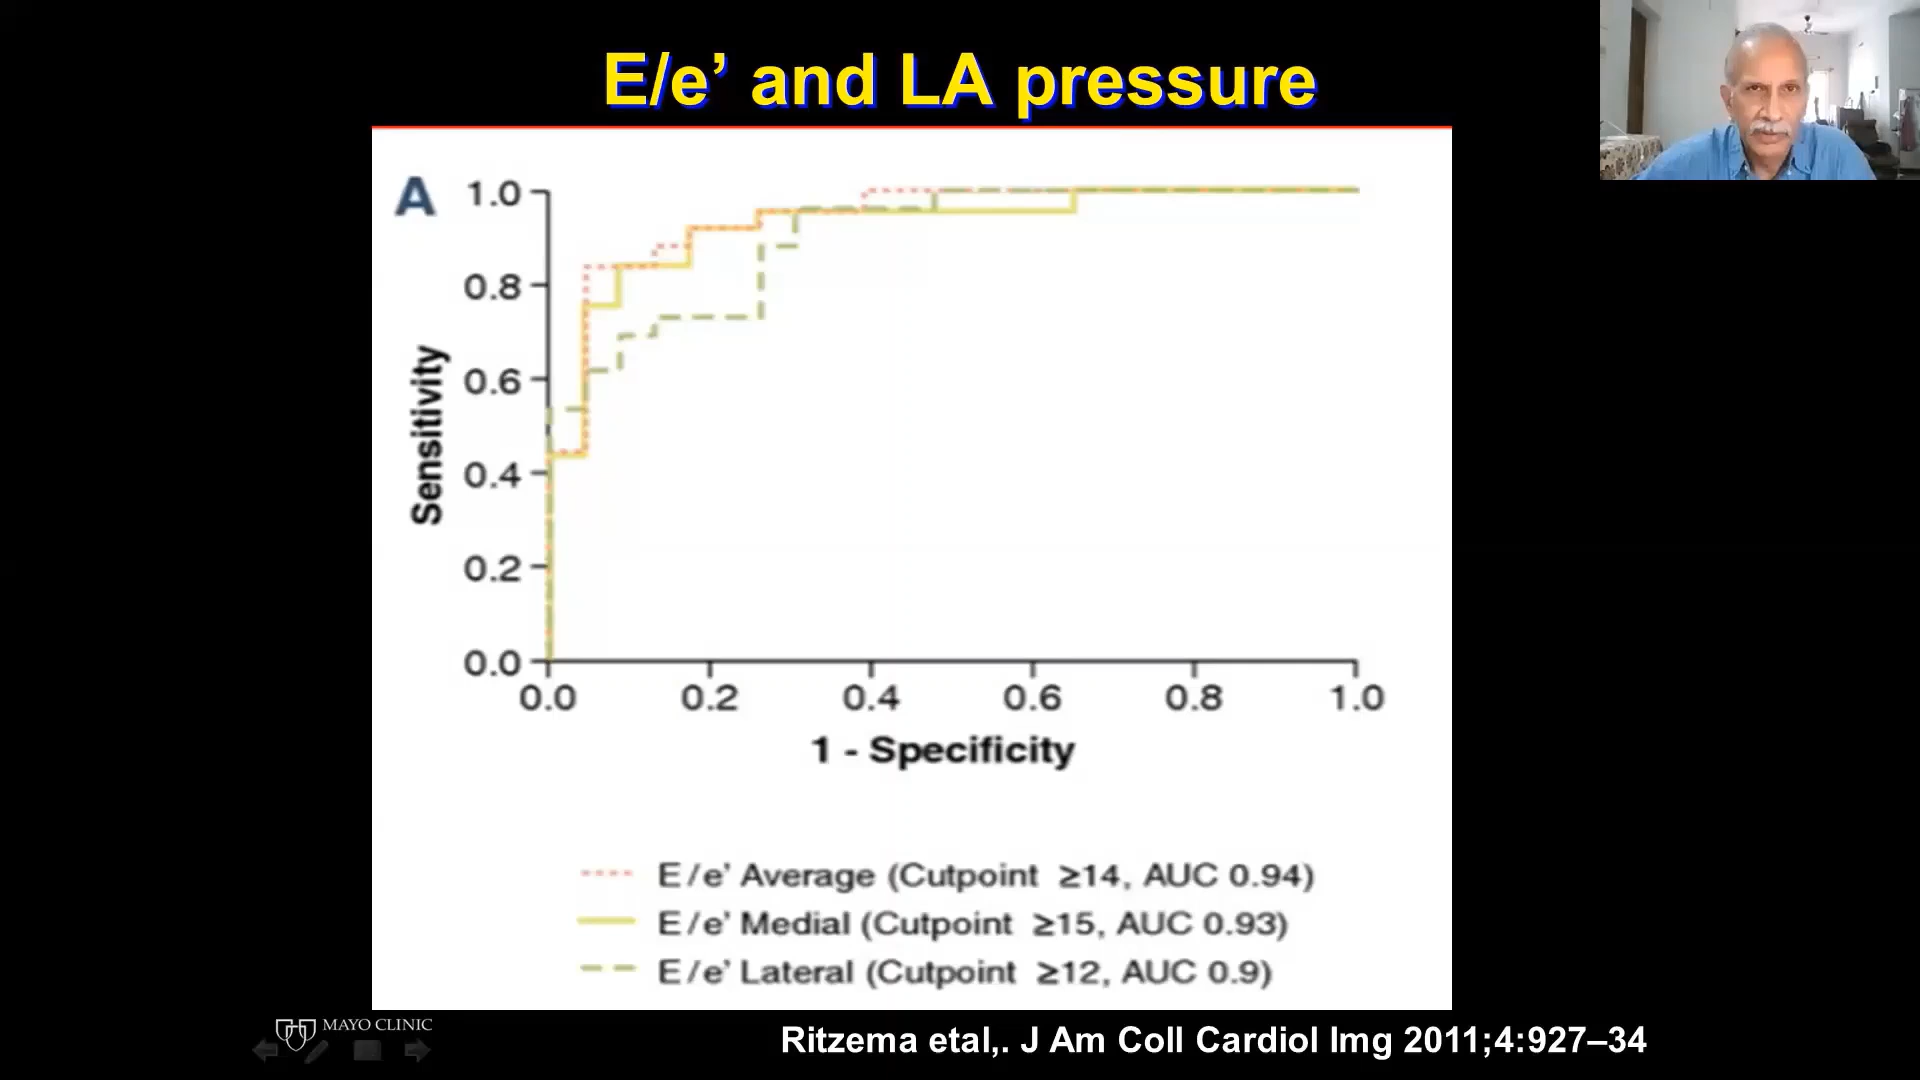 E/e’ and LA pressure
A
1.0
0.8
0.6
0.4
0.2
0.0
Sensitivity
0.0 0.2 0.4 0.6 0.8 1.0
1 - Specificity
E/e’ Average (Cutpoint ≥14, AUC 0.94)
E/e’ Medial (Cutpoint ≥15, AUC 0.93)
E/e’ Lateral (Cutpoint ≥12, AUC 0.9)
MAYO CLINIC
Ritzema etal,. J Am Coll Cardiol Img 2011;4:927–34